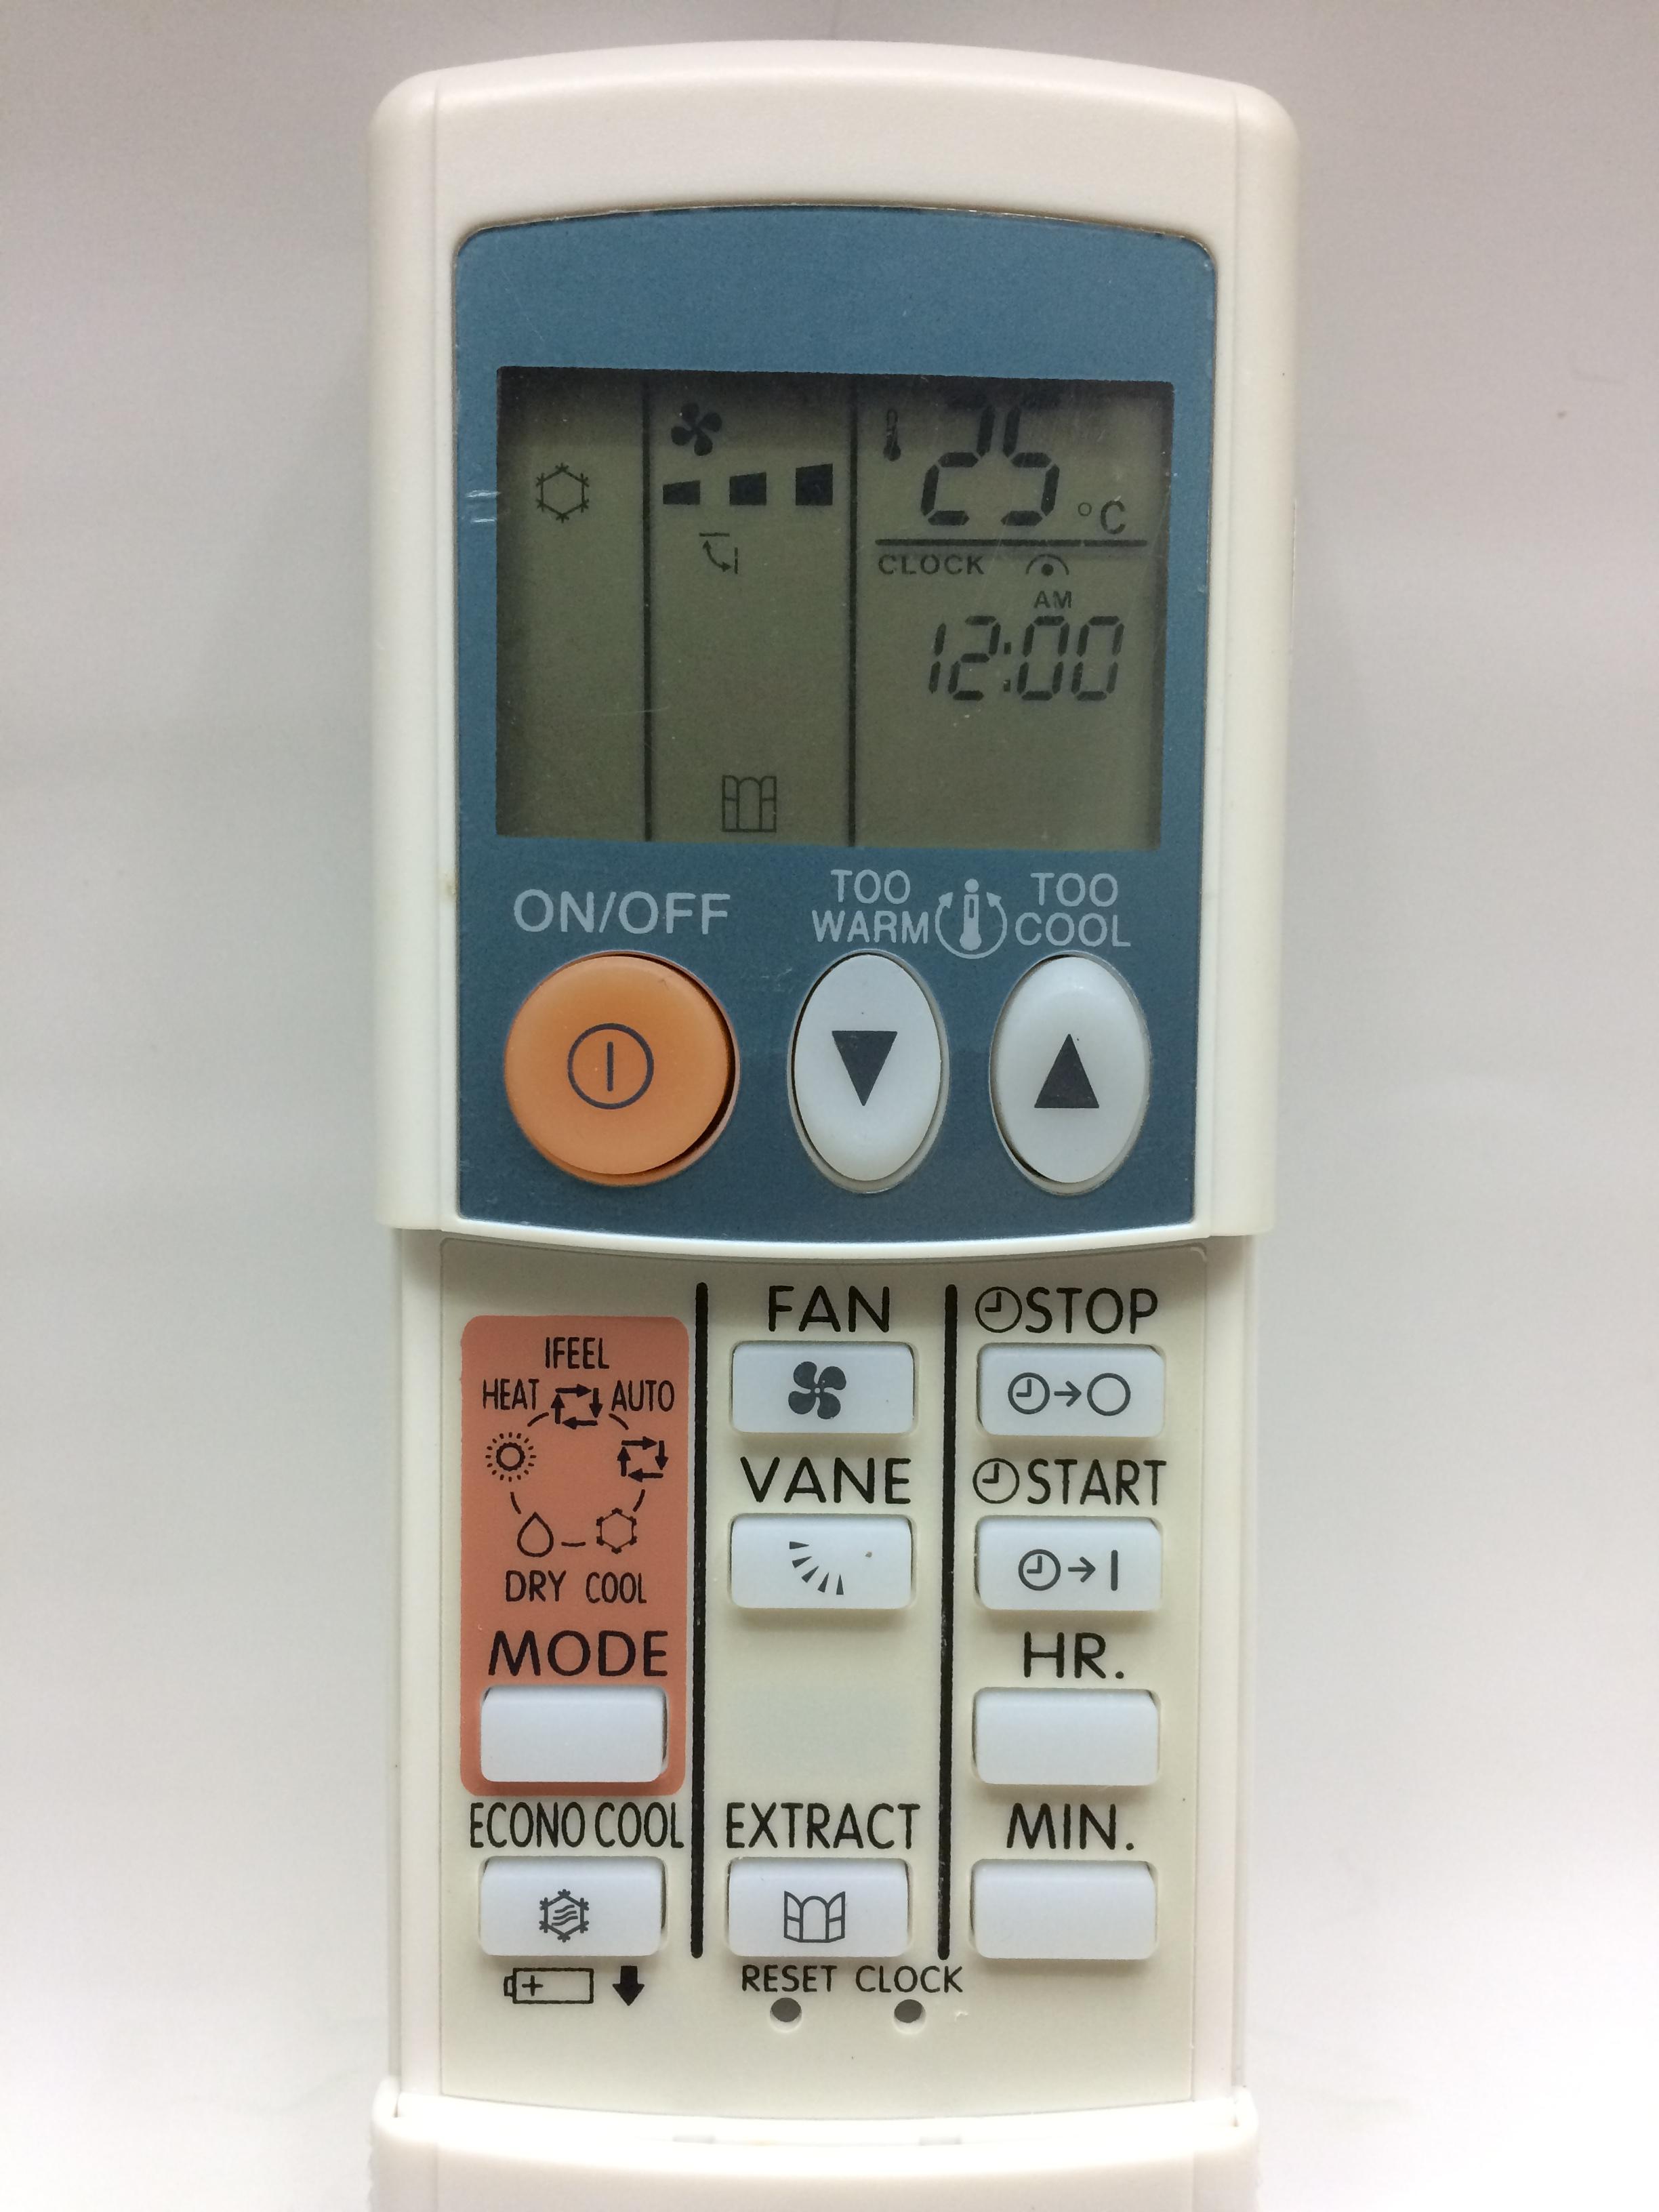 25 °C
CLOCK
AM
12:00
ON/OFF
TOO WARM
TOO COOL
FAN
STOP
IFEEL
HEAT
AUTO
VANE
START
DRY COOL
MODE
HR.
ECONO COOL
EXTRACT
MIN.
RESET CLOCK